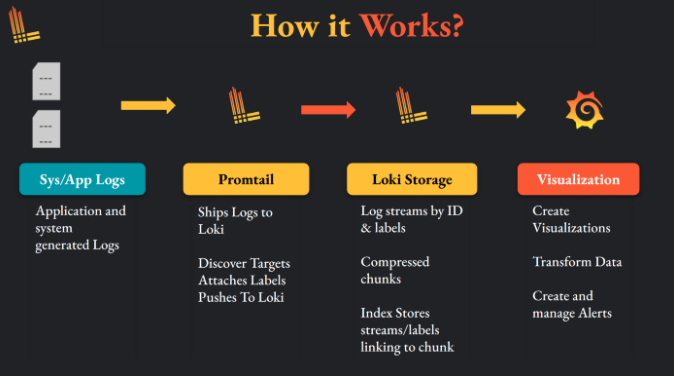 How it Works?
Sys/App Logs
Application and
system
generated Logs
Promtail
Ships Logs to
Loki
Discover Targets
Attaches Labels
Pushes To Loki
Loki Storage
Log streams by ID
& labels
Compressed
chunks
Index Stores
streams/labels
linking to chunk
Visualization
Create
Visualizations
Transform Data
Create and
manage Alerts